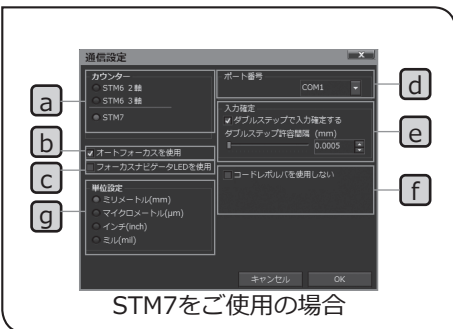 通信設定
カウンター
STM6 2軸
STM6 3軸
STM7
オートフォーカスを使用
フォーカスナビゲータLEDを使用
単位設定
ミリメートル(mm)
マイクロメートル(μm)
インチ(inch)
ミル(mil)
ポート番号
COM1
入力確定
ダブルステップで入力確定する
ダブルステップ許容間隔 (mm)
0.0005
コードレボルバを使用しない
キャンセル
OK
a
b
c
g
d
e
f
STM7をご使用の場合